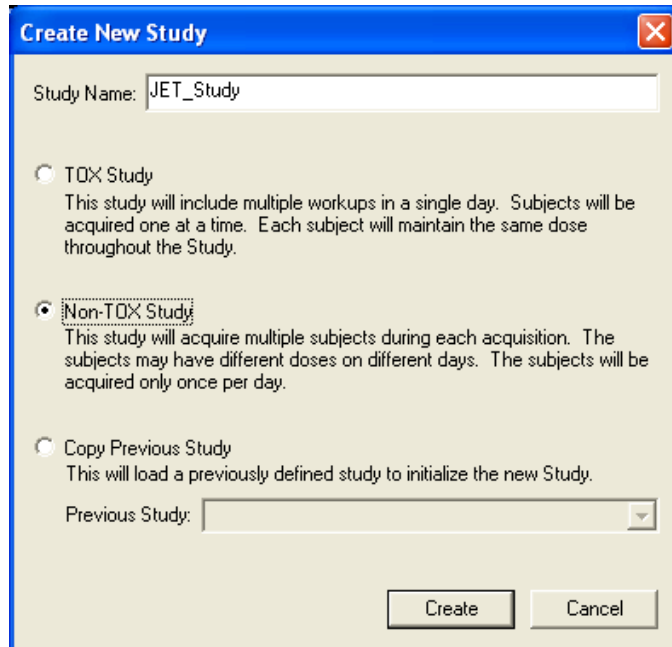 Create New Study
Study Name: JET_Study
TOX Study
This study will include multiple workups in a single day. Subjects will be
acquired one at a time. Each subject will maintain the same dose
throughout the Study.
Non-TOX Study
This study will acquire multiple subjects during each acquisition. The
subjects may have different doses on different days. The subjects will be
acquired only once per day.
Copy Previous Study
This will load a previously defined study to initialize the new Study.
Previous Study:
Create Cancel